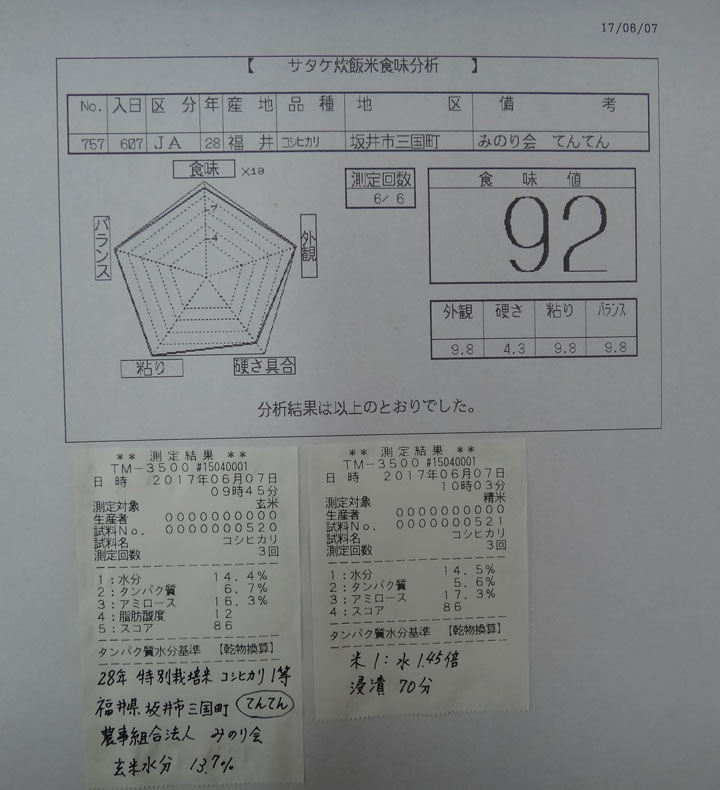 17/06/07
【 サタケ炊飯米食味分析 】
No. 入日 区分 年 産地 品種 地区 備考
757 607 JA 28 福井 コシヒカリ 坂井市三国町 みのり会 てんてん
食味 ×10
7
4
バランス
外観
粘り
硬さ具合
測定回数
6/ 6
食味値
92
外観 硬さ 粘り バランス
9.8 4.3 9.8 9.8
分析結果は以上のとおりでした。
** 測定結果 **
TM-3500 #15040001
日時 2017年06月07日
09時45分
測定対象 玄米
生産者 0000000000
試料No. 0000000520
試料名 コシヒカリ
測定回数 3回
1:水分 14.4%
2:タンパク質 6.7%
3:アミロース 16.3%
4:脂肪酸度 12
5:スコア 86
タンパク質水分基準 【乾物換算】
28年 特別栽培米 コシヒカリ 1等
福井県 坂井市三国町 てんてん
農事組合法人 みのり会
玄米水分 13.7%
** 測定結果 **
TM-3500 #15040001
日時 2017年06月07日
10時03分
測定対象 精米
生産者 0000000000
試料No. 0000000521
試料名 コシヒカリ
測定回数 3回
1:水分 14.5%
2:タンパク質 5.6%
3:アミロース 17.3%
4:スコア 86
タンパク質水分基準 【乾物換算】
米1:水1.45倍
浸漬 70分